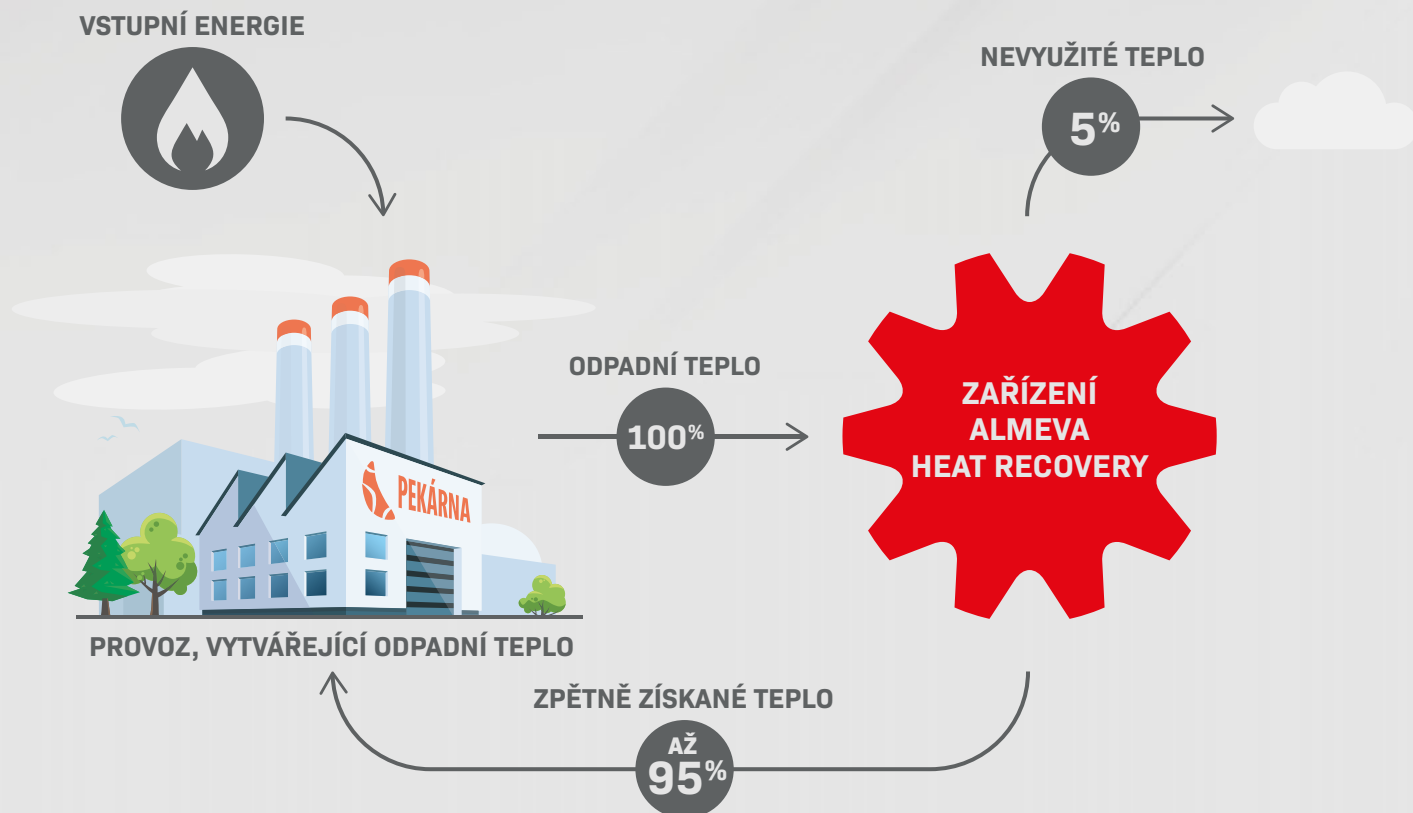 VSTUPNÍ ENERGIE
NEVYUŽITÉ TEPLO
5%
ODPADNÍ TEPLO
100%
ZAŘÍZENÍ
ALMEVA
HEAT RECOVERY
PEKÁRNA
PROVOZ, VYTVÁŘEJÍCÍ ODPADNÍ TEPLO
ZPĚTNĚ ZÍSKANÉ TEPLO
AŽ
95%